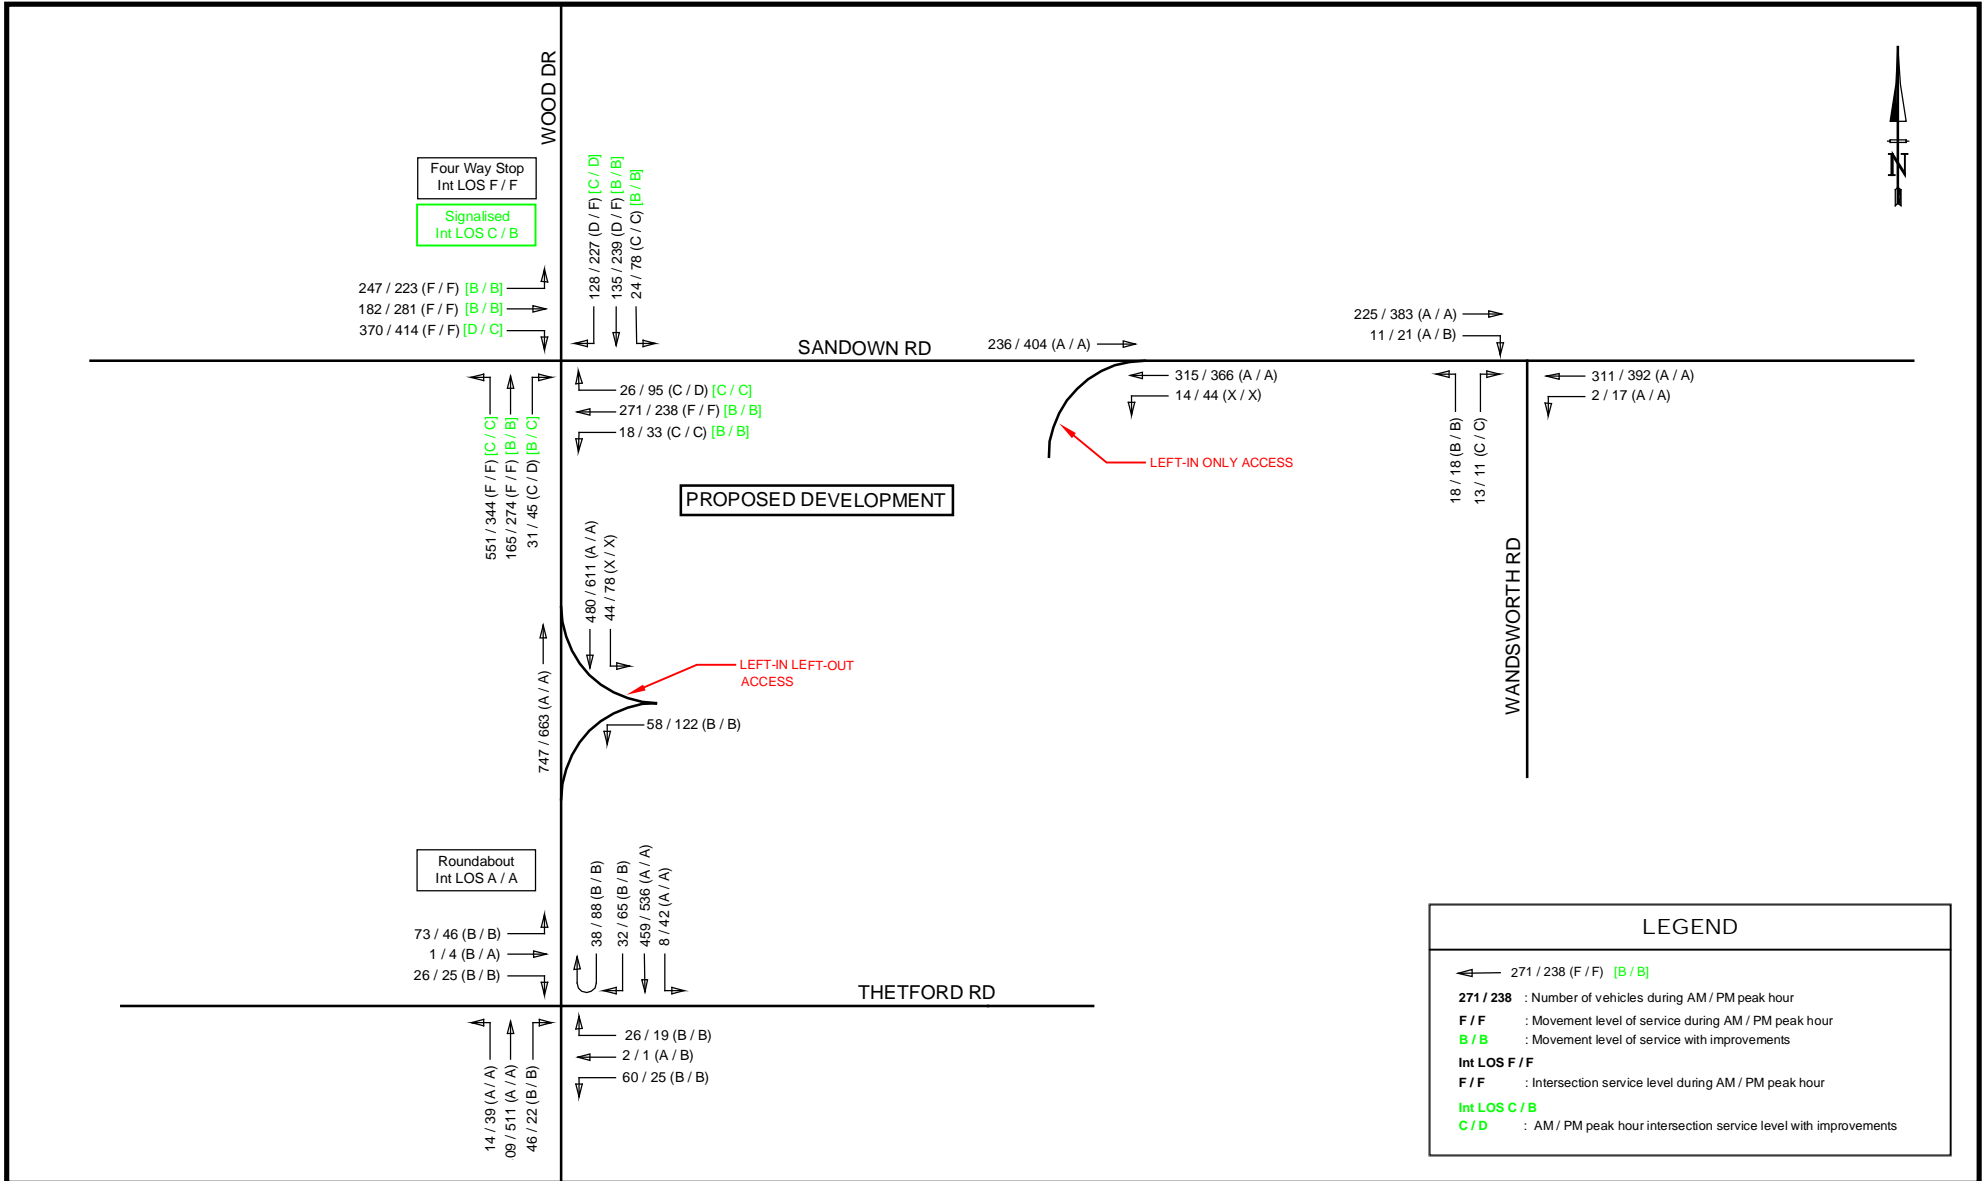 WOOD DR
Four Way Stop
Int LOS F / F
Signalised
Int LOS C / B
128 / 227 (D / F) [C / D]
135 / 239 (D / F) [B / B]
24 / 78 (C / C) [B / B]
N
247 / 223 (F / F) [B / B]
182 / 281 (F / F) [B / B]
370 / 414 (F / F) [D / C]
SANDOWN RD
236 / 404 (A / A)
225 / 383 (A / A)
11 / 21 (A / B)
26 / 95 (C / D) [C / C]
271 / 238 (F / F) [B / B]
18 / 33 (C / C) [B / B]
315 / 366 (A / A)
14 / 44 (X / X)
311 / 392 (A / A)
2 / 17 (A / A)
551 / 344 (F / F) [C / C]
165 / 274 (F / F) [B / B]
31 / 45 (C / D) [B / C]
LEFT-IN ONLY ACCESS
18 / 18 (B / B)
13 / 11 (C / C)
PROPOSED DEVELOPMENT
WANDSWORTH RD
480 / 611 (A / A)
44 / 78 (X / X)
747 / 663 (A / A)
LEFT-IN LEFT-OUT
ACCESS
58 / 122 (B / B)
Roundabout
Int LOS A / A
38 / 88 (B / B)
32 / 65 (B / B)
459 / 536 (A / A)
8 / 42 (A / A)
73 / 46 (B / B)
1 / 4 (B / A)
26 / 25 (B / B)
THETFORD RD
26 / 19 (B / B)
2 / 1 (A / B)
60 / 25 (B / B)
14 / 39 (A / A)
09 / 511 (A / A)
46 / 22 (B / B)
LEGEND
271 / 238 (F / F) [B / B]
271 / 238 : Number of vehicles during AM / PM peak hour
F / F : Movement level of service during AM / PM peak hour
B / B : Movement level of service with improvements
Int LOS F / F
F / F : Intersection service level during AM / PM peak hour
Int LOS C / B
C / D : AM / PM peak hour intersection service level with improvements